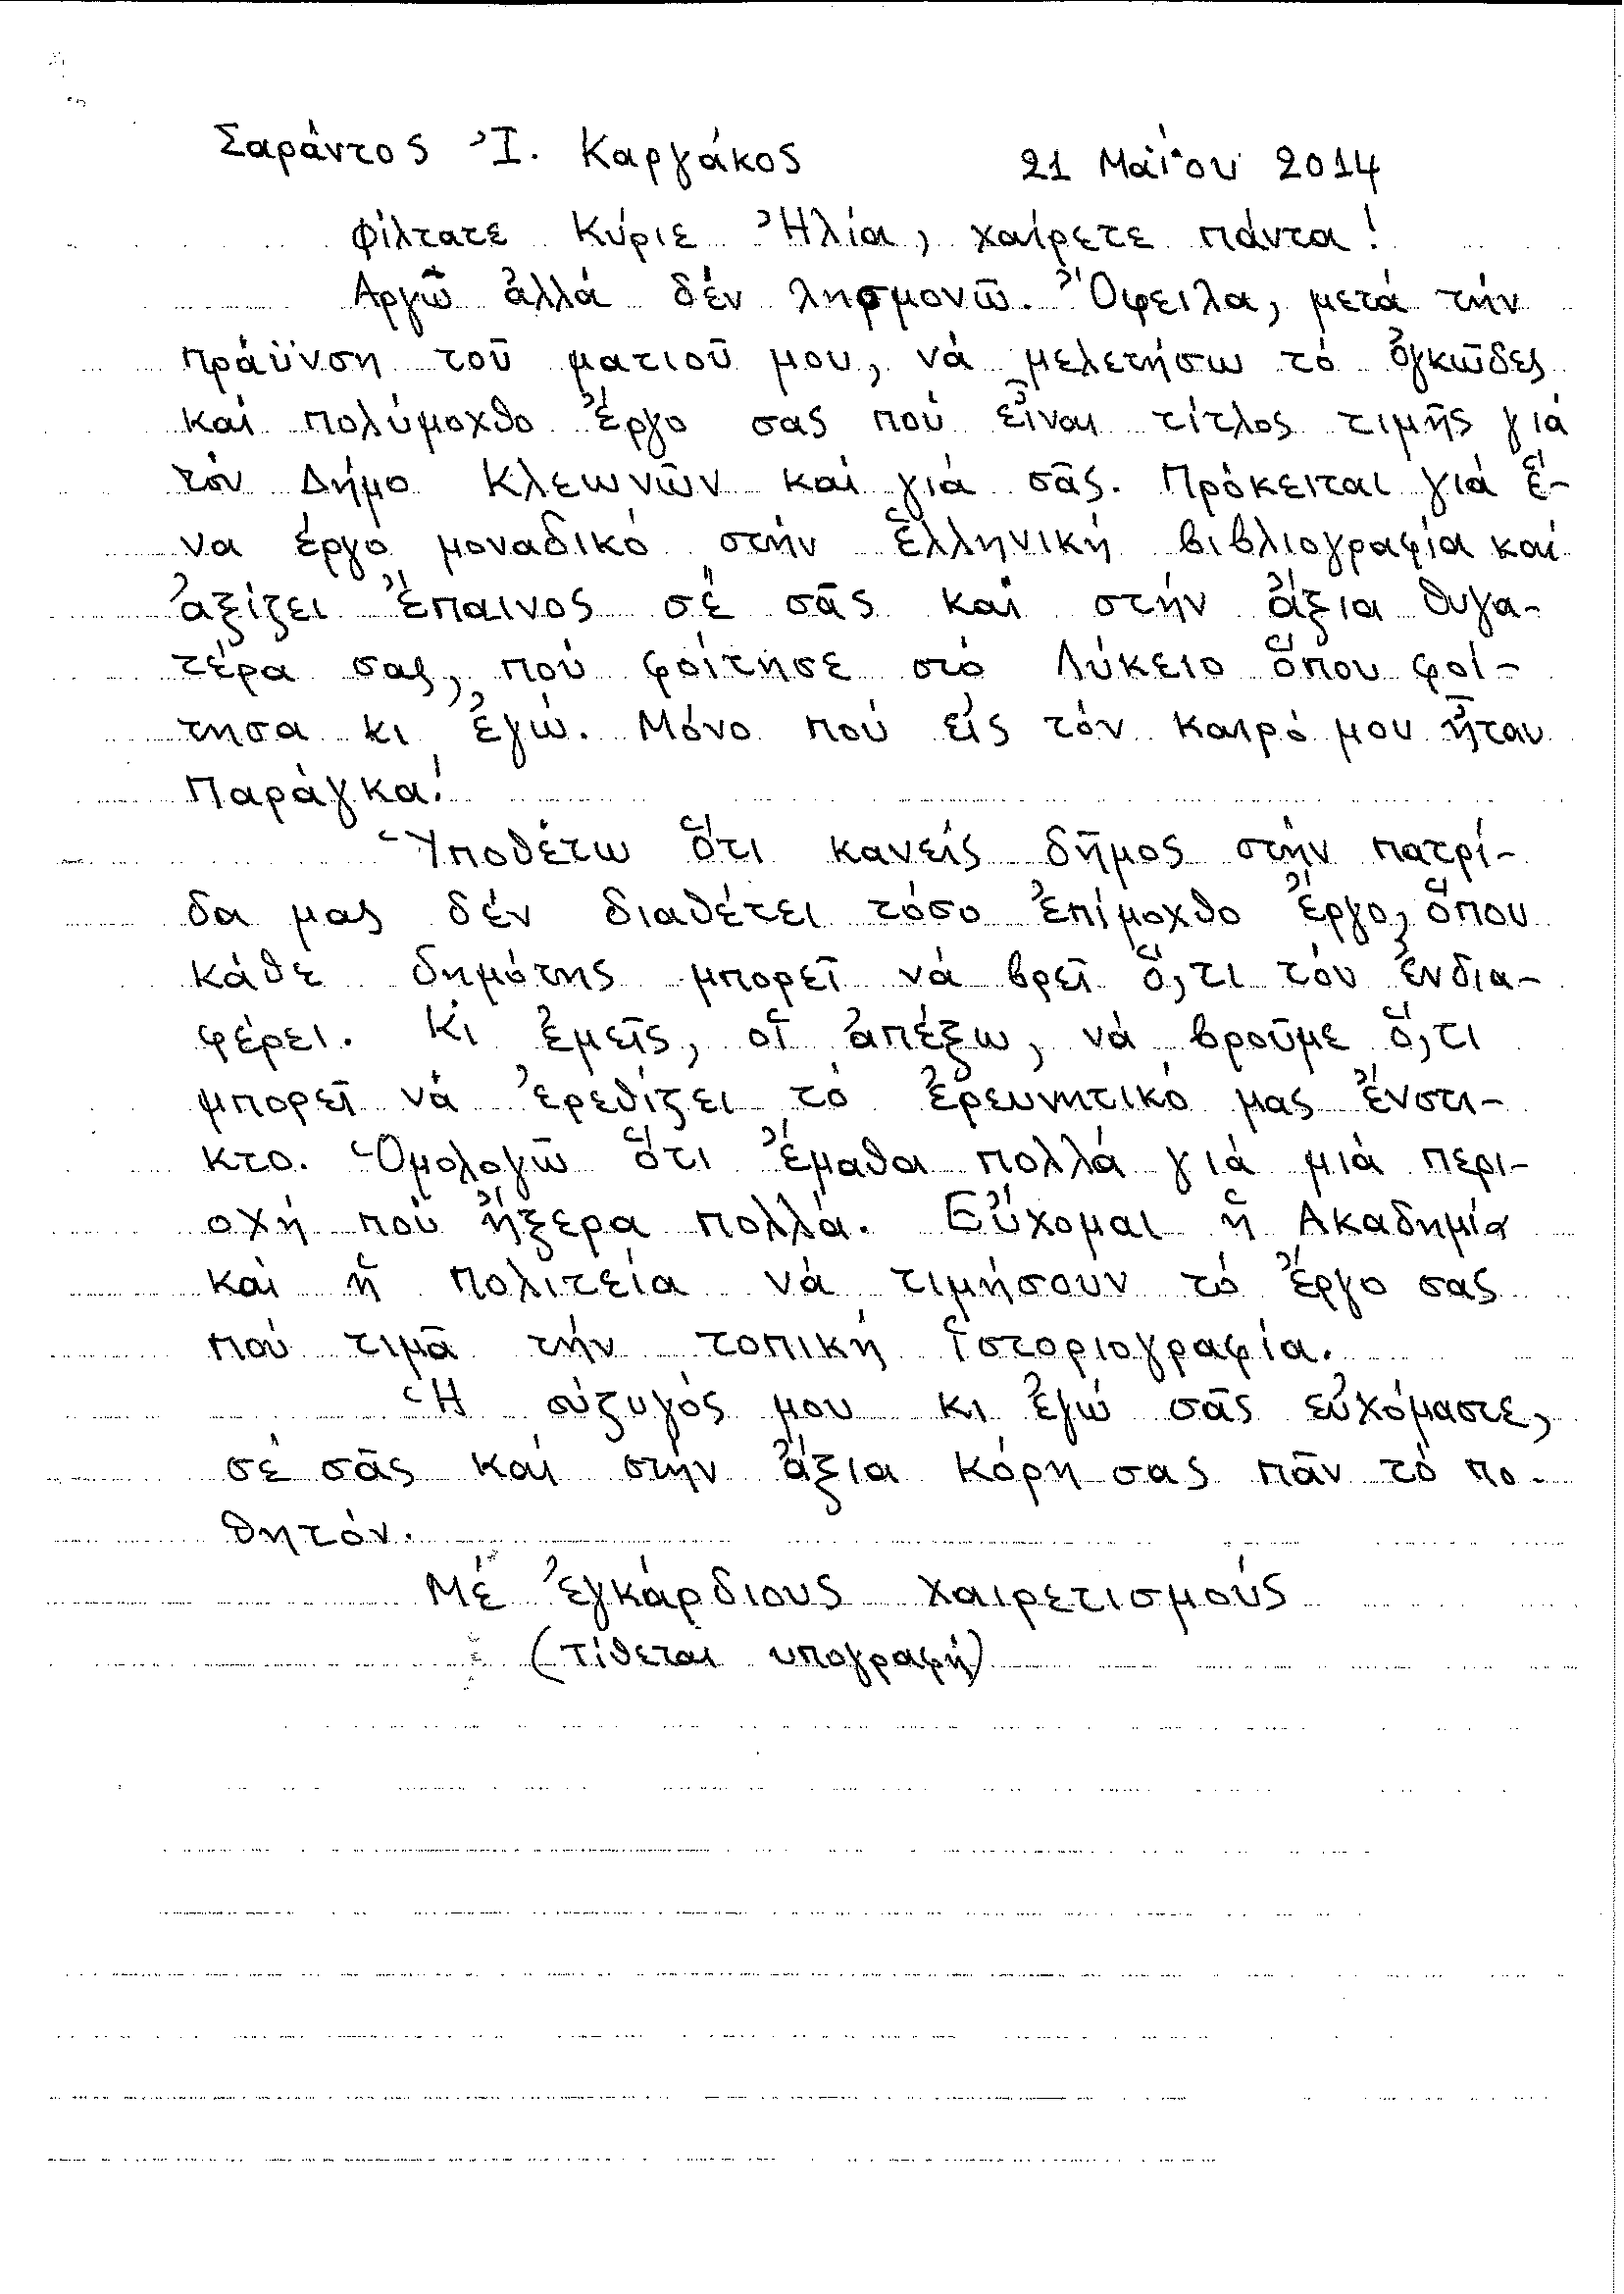 Σαράντος Ἰ. Καργάκος 21 Μαΐου 2014
Φίλτατε Κύριε Ἠλία, χαίρετε πάντα!
Αργῶ ἀλλά δέν λησμονῶ. Ὄφειλα, μετά τήν
πράϋνση τοῦ ματιοῦ μου, νά μελετήσω τό ὀγκῶδες
καί πολύμοχθο ἔργο σας πού εἶναι τίτλος τιμῆς γιά
τόν Δήμο Κλεωνῶν καί γιά σᾶς. Πρόκειται γιά ἕ-
να έργο μοναδικό στήν ἑλληνική βιβλιογραφία καί
ἀξίζει ἔπαινος σέ σᾶς καί στήν ἄξια θυγα-
τέρα σας, πού φοίτησε στό Λύκειο ὅπου φοί-
τησα κι ἐγώ. Μόνο πού εἰς τόν καιρό μου ἦταν
Παράγκα!
Ὑποθέτω ὅτι κανείς δῆμος στήν πατρί-
δα μας δέν διαθέτει τόσο ἐπίμοχθο ἔργο, ὅπου
κάθε δημότης μπορεῖ νά βρεῖ ὅ,τι τόν ἐνδια-
φέρει. Κι ἐμεῖς, οἱ ἀπέξω, νά βροῦμε ὅ,τι
μπορεῖ νά ἐρεθίζει τό ἐρευνητικό μας ἔνστι-
κτο. Ὁμολογῶ ὅτι ἔμαθα πολλά γιά μιά περι-
οχή πού ἤξερα πολλά. Εὔχομαι ἡ Ακαδημία
καί ἡ πολιτεία νά τιμήσουν τό ἔργο σας
πού τιμᾶ τήν τοπική ἱστοριογραφία.
Ἡ σύζυγός μου κι ἐγώ σᾶς εὐχόμαστε,
σέ σᾶς καί στήν ἄξια κόρη σας πᾶν τό πο-
θητόν.
Μέ ἐγκάρδιους χαιρετισμούς
(τίθεται υπογραφή)